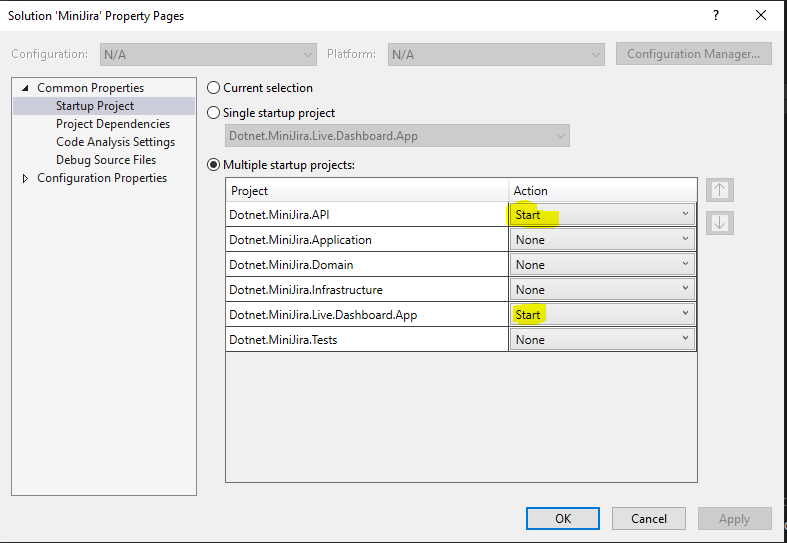 Solution 'MiniJira' Property Pages
?
Configuration: N/A Platform: N/A Configuration Manager...
Common Properties
Startup Project
Project Dependencies
Code Analysis Settings
Debug Source Files
Configuration Properties
Current selection
Single startup project
Dotnet.MiniJira.Live.Dashboard.App
Multiple startup projects:
Project Action
Dotnet.MiniJira.API Start
Dotnet.MiniJira.Application None
Dotnet.MiniJira.Domain None
Dotnet.MiniJira.Infrastructure None
Dotnet.MiniJira.Live.Dashboard.App Start
Dotnet.MiniJira.Tests None
OK Cancel Apply